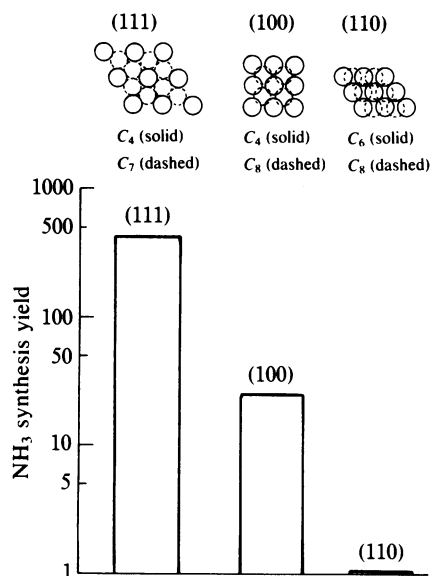 (111) (100) (110)
C4 (solid) C4 (solid) C6 (solid)
C7 (dashed) C8 (dashed) C8 (dashed)
1000
(111)
500
100
50
(100)
10
5
(110)
1
NH3 synthesis yield